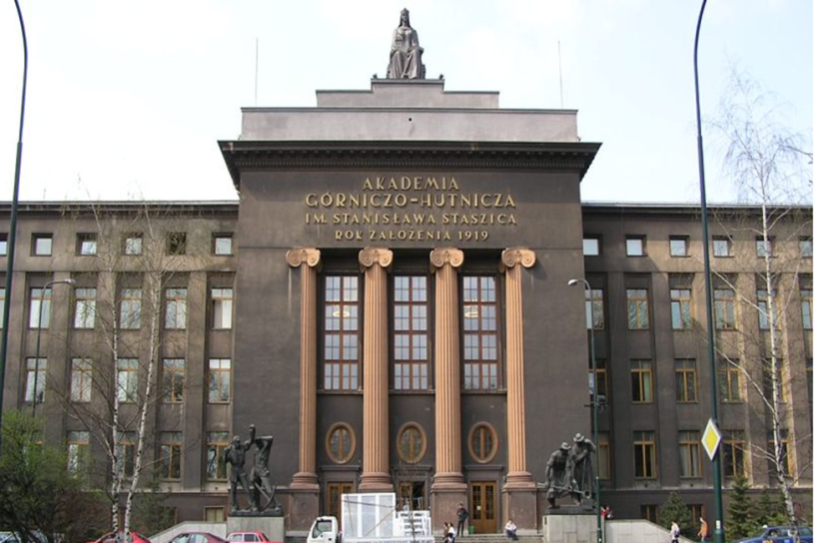 AKADEMIA
GÓRNICZO-HUTNICZA
IM. STANISŁAWA STASZICA
ROK ZAŁOŻENIA 1919